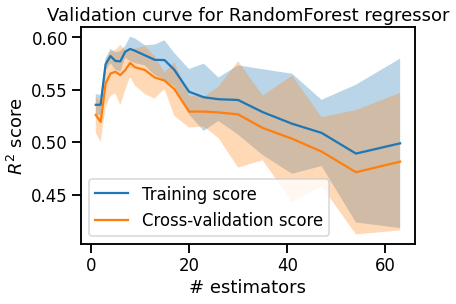 Validation curve for RandomForest regressor
0.60
0.55
0.50
0.45
R² score
Training score
Cross-validation score
0 20 40 60
# estimators